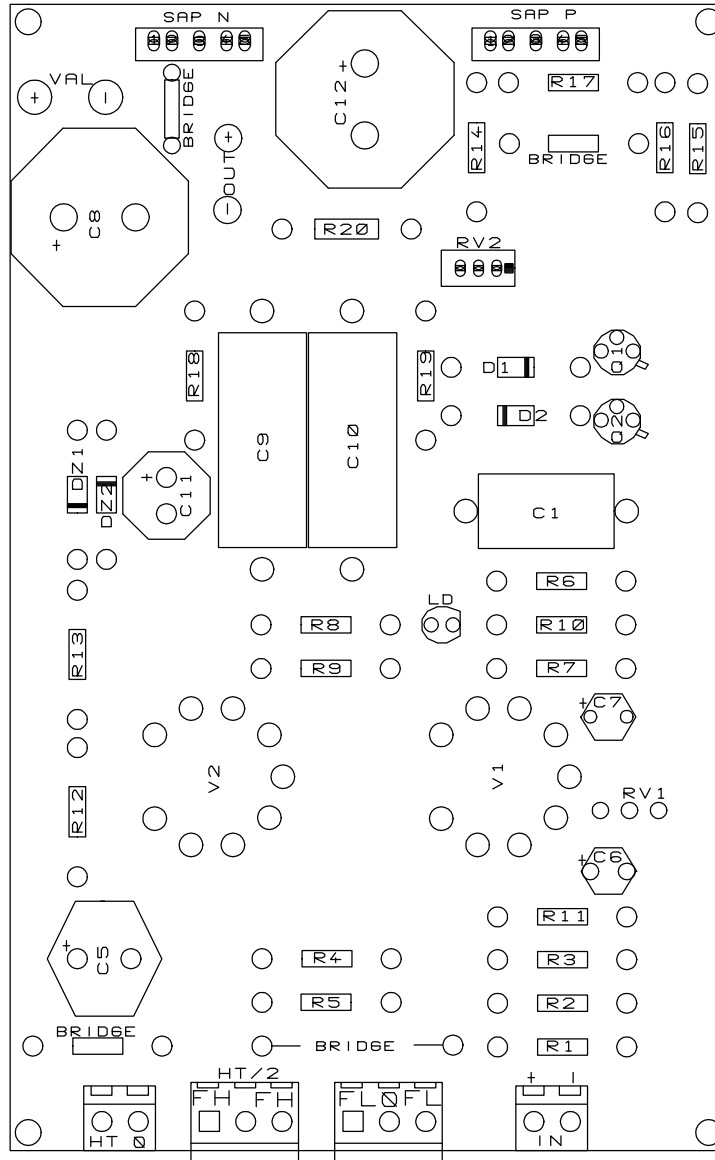 SAP N
SAP P
VAL
+
-
BRIDGE
+
OUT
-
+
C12
R17
R14
BRIDGE
R16
R15
C8
+
R20
RV2
R18
R19
D1
Q1
D2
Q2
C9
C10
DZ1
DZ2
+
C11
C1
R6
LD
R8
R10
R13
R9
R7
+
C7
V2
V1
RV1
R12
+
C6
R11
+
C5
R4
R3
R5
R2
BRIDGE
BRIDGE
R1
HT/2
+ -
FH FH
FL 0 FL
HT 0
IN